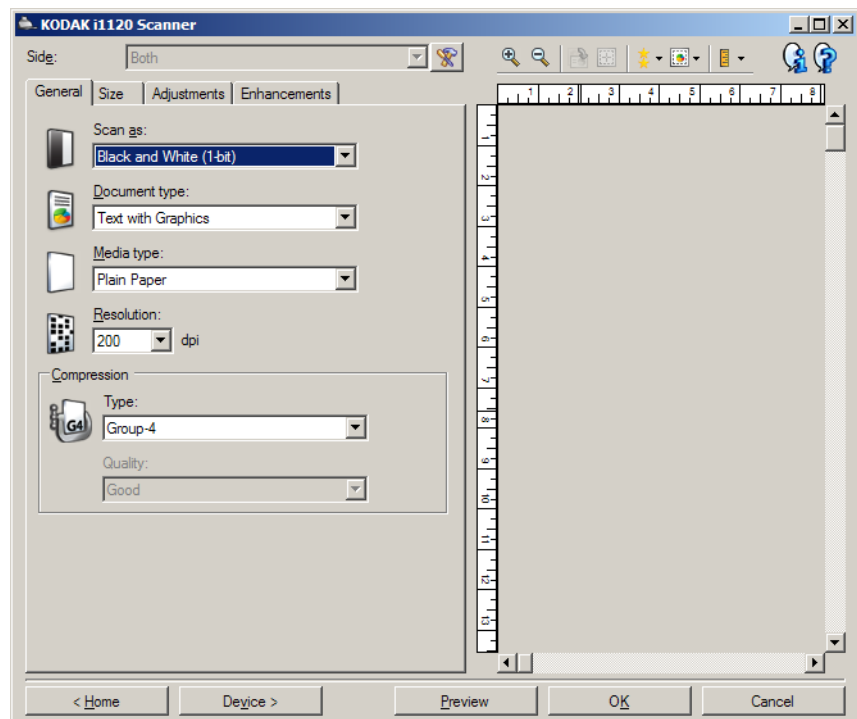 KODAK i1120 Scanner
Side: Both
General Size Adjustments Enhancements
Scan as:
Black and White (1-bit)
Document type:
Text with Graphics
Media type:
Plain Paper
Resolution:
200 dpi
Compression
Type:
G4 Group-4
Quality:
Good
1 2 3 4 5 6 7 8
1
2
3
4
5
6
7
8
9
10
11
12
13
< Home Device > Preview OK Cancel